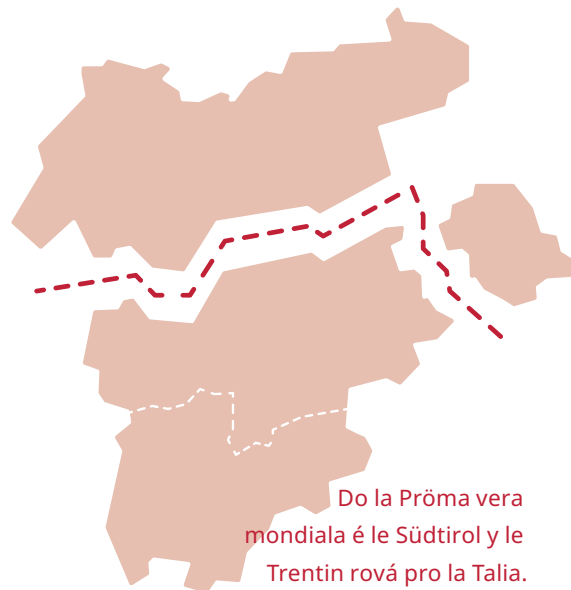 Do la Pröma vera
mondiala é le Südtirol y le
Trentin rová pro la Talia.